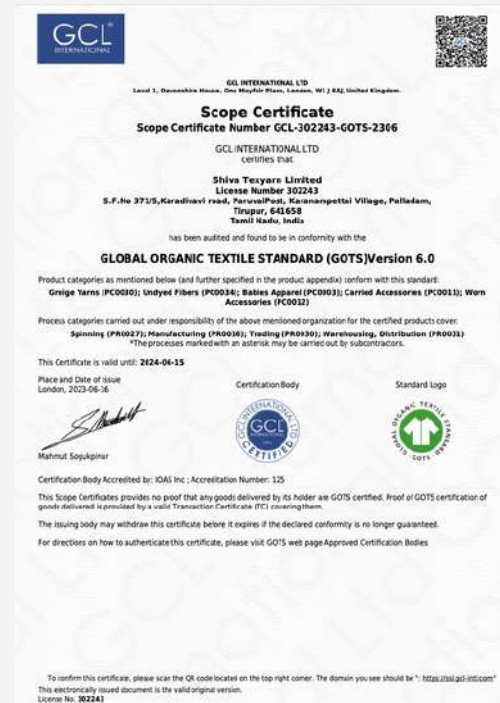 GCL
INTERNATIONAL
GCL INTERNATIONAL LTD
Level 1, Devonshire House, One Mayfair Place, London, W1J 8AJ, United Kingdom.
Scope Certificate
Scope Certificate Number GCL-302243-GOTS-2306
GCL INTERNATIONAL LTD
certifies that
Shiva Texyarn Limited
License Number 302243
S.F.No 371/5, Karadivavi road, ParuvaiPost, Karanampettai Village, Palladam,
Tirupur, 641658
Tamil Nadu, India
has been audited and found to be in conformity with the
GLOBAL ORGANIC TEXTILE STANDARD (GOTS)Version 6.0
Product categories as mentioned below (and further specified in the product appendix) conform with this standard:
Greige Yarns (PC0030); Undyed Fibers (PC0034); Babies Apparel (PC0003); Carried Accessories (PC0011); Worn
Accessories (PC0012)
Process categories carried out under responsibility of the above mentioned organization for the certified products cover:
Spinning (PR0027); Manufacturing (PR0036); Trading (PR0030); Warehousing, Distribution (PR0031)
*The processes marked with an asterisk may be carried out by subcontractors.
This Certificate is valid until: 2024-06-15
Place and Date of Issue
London, 2023-06-16
Certification Body
Standard Logo
GCL INTERNATIONAL LTD
GCL
INTERNATIONAL
CERTIFIED
GLOBAL ORGANIC TEXTILE STANDARD
GOTS
Mahmut Sogukpinar
Certification Body Accredited by: IOAS Inc ; Accreditation Number: 125
This Scope Certificates provides no proof that any goods delivered by its holder are GOTS certified. Proof of GOTS certification of
goods delivered is provided by a valid Transaction Certificate (TC) covering them.
The issuing body may withdraw this certificate before it expires if the declared conformity is no longer guaranteed.
For directions on how to authenticate this certificate, please visit GOTS web page Approved Certification Bodies
To confirm this certificate, please scan the QR code located on the top right corner. The domain you see should be ": https://ssl.gcl-intl.com"
This electronically issued document is the valid original version.
License No. 302243